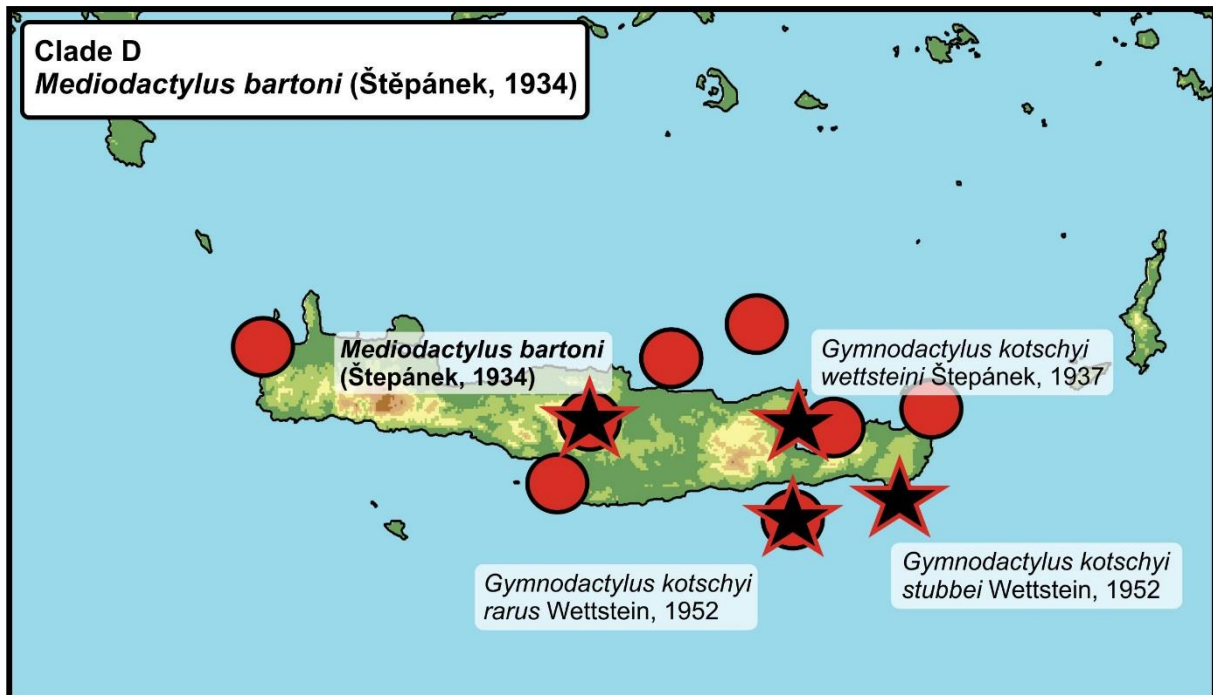 Clade D
Mediodactylus bartoni (Štěpánek, 1934)
Mediodactylus bartoni
(Štepánek, 1934)
Gymnodactylus kotschyi
wettsteini Štepánek, 1937
Gymnodactylus kotschyi
rarus Wettstein, 1952
Gymnodactylus kotschyi
stubbei Wettstein, 1952